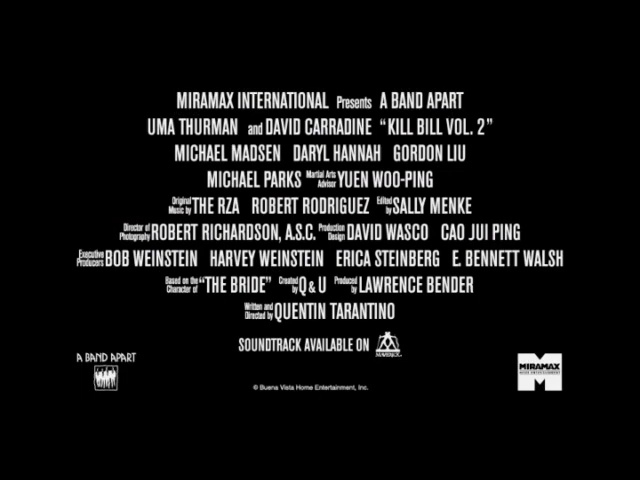 MIRAMAX INTERNATIONAL Presents A BAND APART
UMA THURMAN and DAVID CARRADINE "KILL BILL VOL. 2"
MICHAEL MADSEN DARYL HANNAH GORDON LIU
MICHAEL PARKS Martial Arts Advisor YUEN WOO-PING
Original Music by THE RZA ROBERT RODRIGUEZ Edited by SALLY MENKE
Director of Photography ROBERT RICHARDSON, A.S.C. Production Design DAVID WASCO CAO JUI PING
Executive Producers BOB WEINSTEIN HARVEY WEINSTEIN ERICA STEINBERG E. BENNETT WALSH
Based on the Character of "THE BRIDE" Created by Q & U Produced by LAWRENCE BENDER
Written and Directed by QUENTIN TARANTINO
SOUNDTRACK AVAILABLE ON MAVERICK
A BAND APART
MIRAMAX
HOME ENTERTAINMENT
© Buena Vista Home Entertainment, Inc.